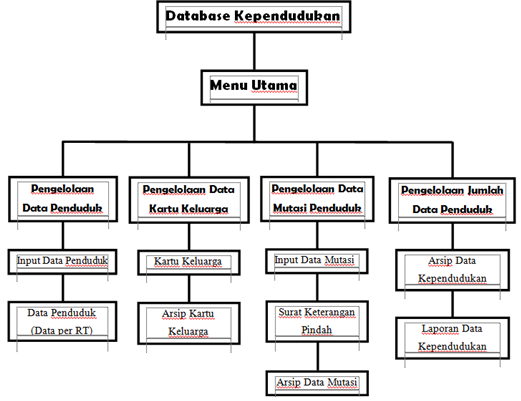 Database Kependudukan
Menu Utama
Pengelolaan
Data Penduduk
Input Data Penduduk
Data Penduduk
(Data per RT)
Pengelolaan Data
Kartu Keluarga
Kartu Keluarga
Arsip Kartu
Keluarga
Pengelolaan Data
Mutasi Penduduk
Input Data Mutasi
Surat Keterangan
Pindah
Arsip Data Mutasi
Pengelolaan Jumlah
Data Penduduk
Arsip Data
Kependudukan
Laporan Data
Kependudukan